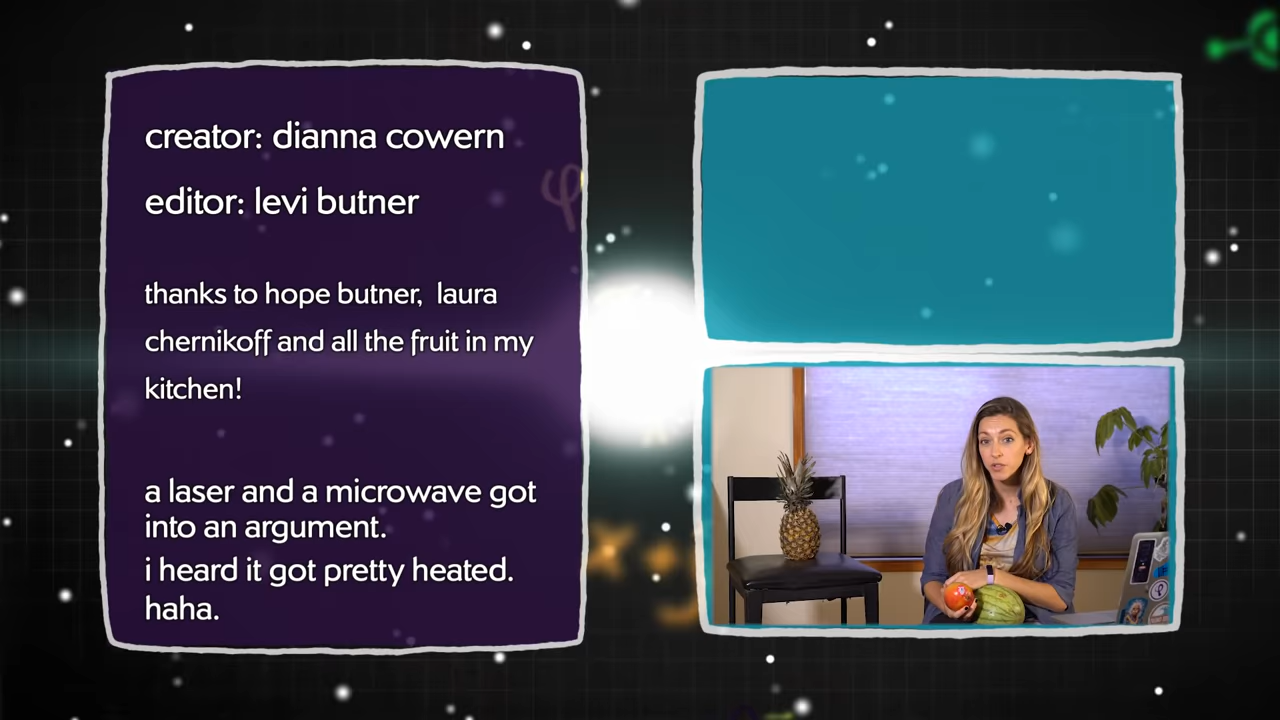 creator: dianna cowern
editor: levi butner
thanks to hope butner, laura
chernikoff and all the fruit in my
kitchen!
a laser and a microwave got
into an argument.
i heard it got pretty heated.
haha.
φ